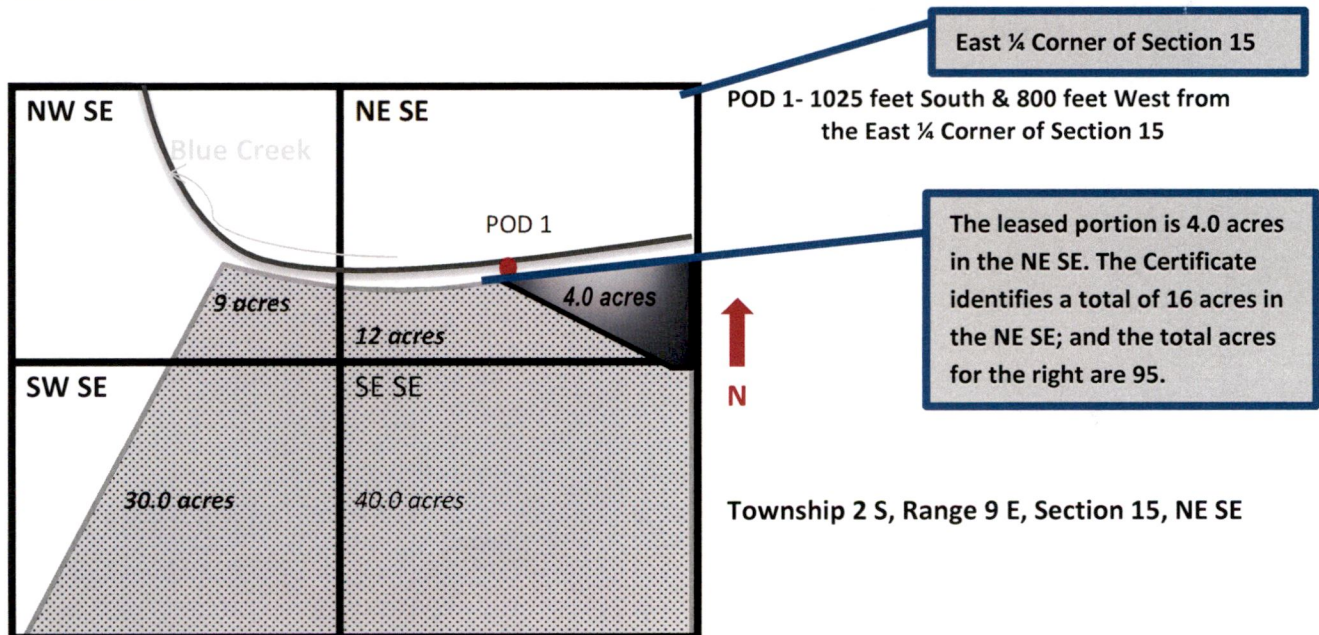 East ¼ Corner of Section 15
NW SE
NE SE
POD 1- 1025 feet South & 800 feet West from
the East ¼ Corner of Section 15
Blue Creek
POD 1
The leased portion is 4.0 acres
in the NE SE. The Certificate
identifies a total of 16 acres in
the NE SE; and the total acres
for the right are 95.
9 acres
4.0 acres
12 acres
N
SW SE
SE SE
30.0 acres
40.0 acres
Township 2 S, Range 9 E, Section 15, NE SE